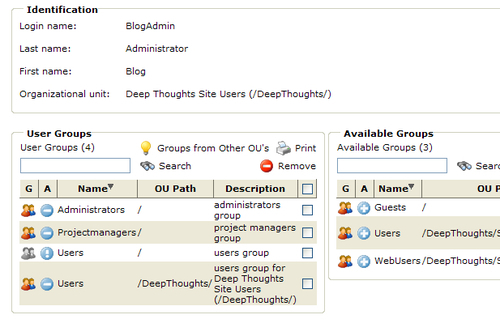 Identification
Login name: BlogAdmin
Last name: Administrator
First name: Blog
Organizational unit: Deep Thoughts Site Users (/DeepThoughts/)
User Groups
User Groups (4) Groups from Other OU's Print
Search Remove
G A Name OU Path Description
Administrators / administrators
group
Projectmanagers / project managers
group
Users / users group
Users /DeepThoughts/ users group for
Deep Thoughts
Site Users
(/DeepThoughts/)
Available Groups
Available Groups (3)
Search
G A Name OU P
Guests /
Users /DeepThoughts/S
WebUsers /DeepThoughts/S